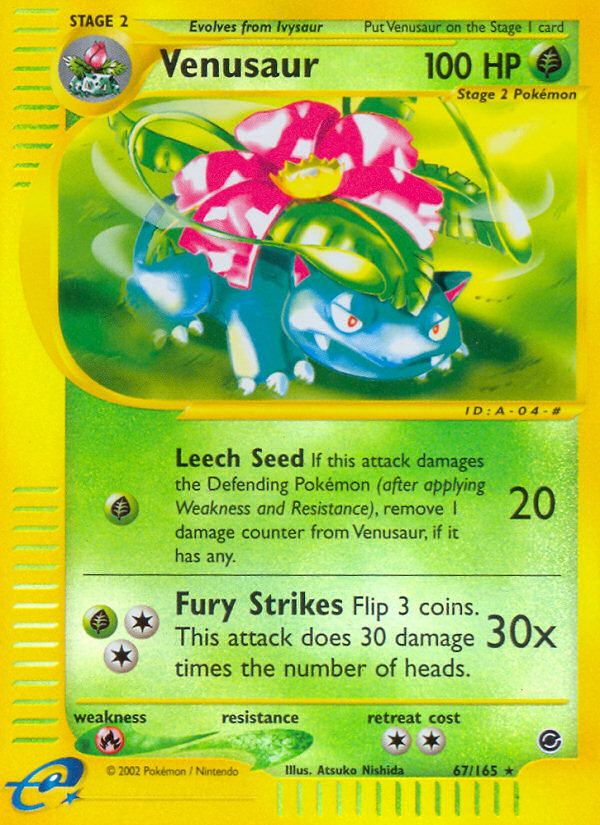 STAGE 2
Evolves from Ivysaur
Put Venusaur on the Stage 1 card
Venusaur
100 HP
Stage 2 Pokémon
ID:A-04-#
Leech Seed If this attack damages
the Defending Pokémon (after applying
Weakness and Resistance), remove 1
damage counter from Venusaur, if it
has any.
20
Fury Strikes Flip 3 coins.
This attack does 30 damage
times the number of heads.
30x
weakness
resistance
retreat cost
© 2002 Pokémon / Nintendo
Illus. Atsuko Nishida
67/165 ★